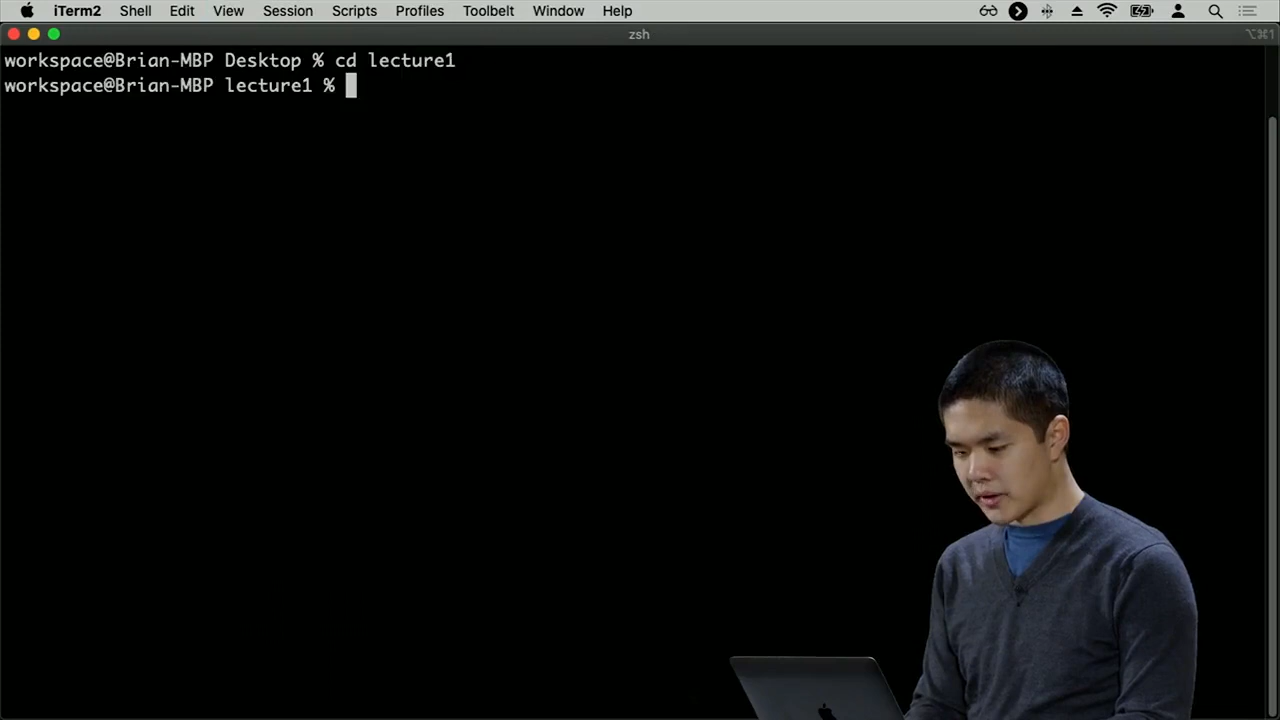 iTerm2 Shell Edit View Session Scripts Profiles Toolbelt Window Help
zsh ⌥⌘1
workspace@Brian-MBP Desktop % cd lecture1
workspace@Brian-MBP lecture1 %